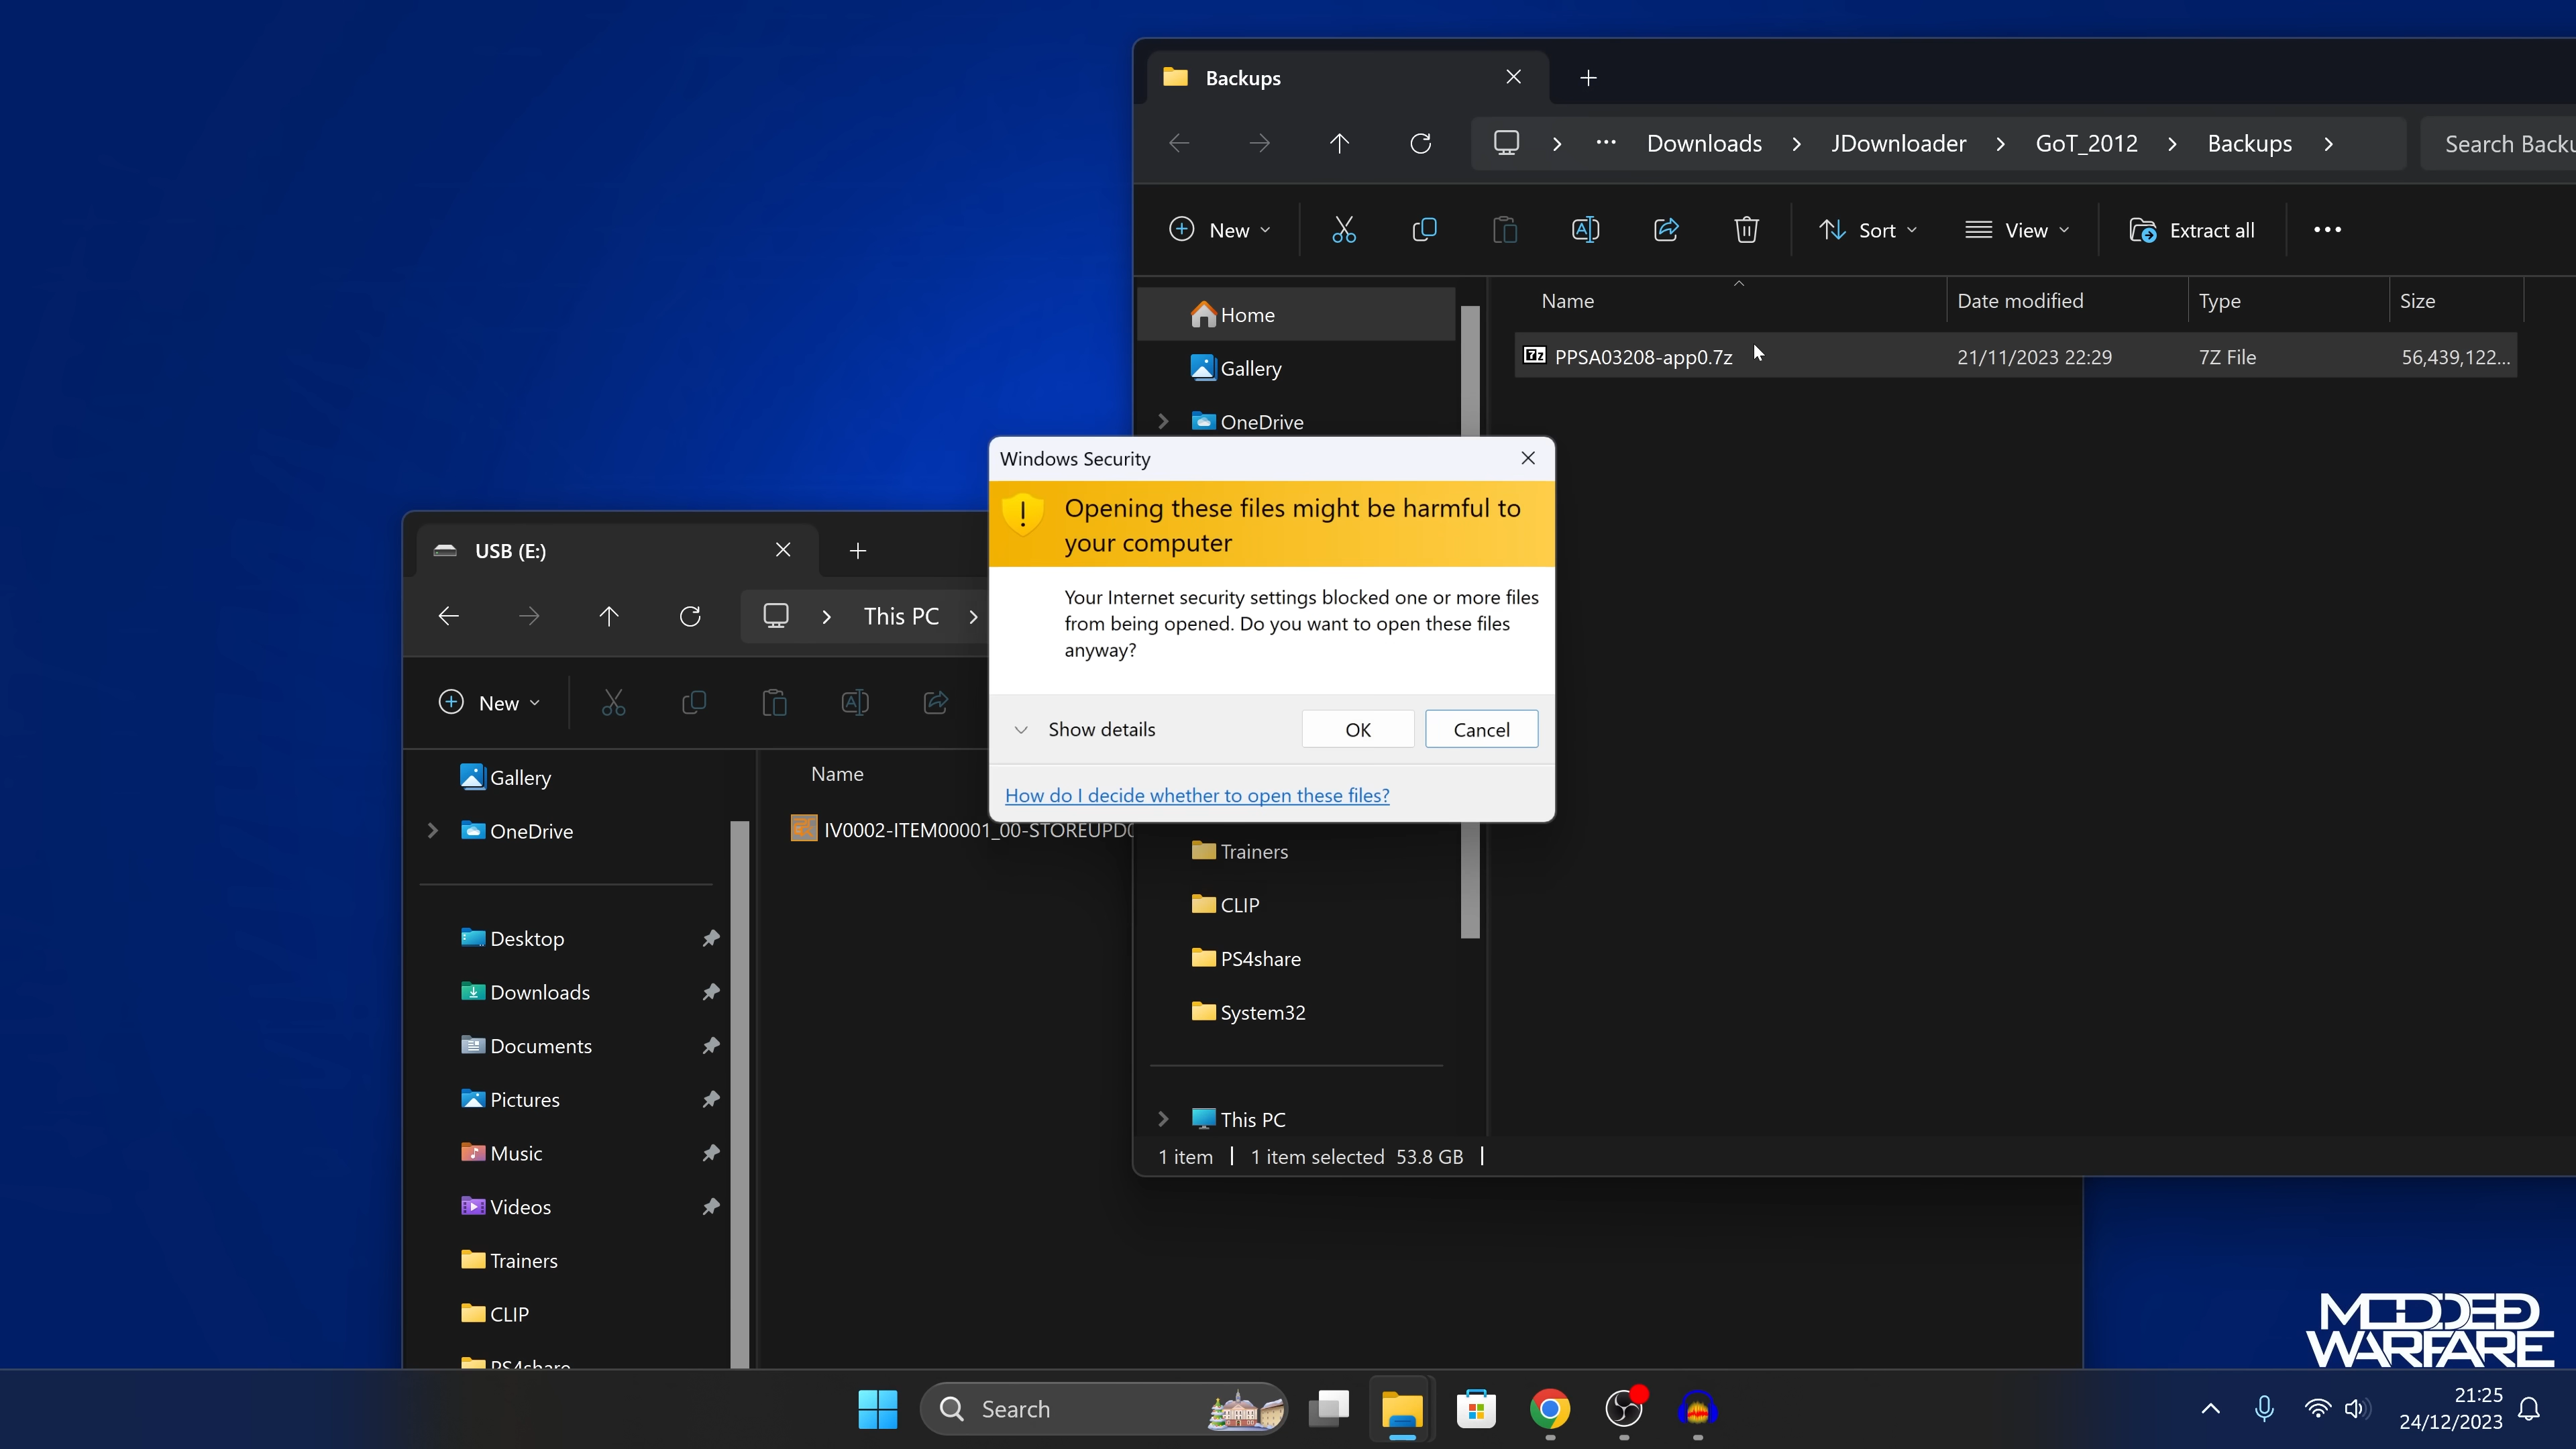 Backups
Downloads
JDownloader
GoT_2012
Backups
New
Sort
View
Extract all
Home
Gallery
OneDrive
Name
Date modified
Type
Size
7z PPSA03208-app0.7z
21/11/2023 22:29
7Z File
56,439,122...
Windows Security
Opening these files might be harmful to
your computer
Your Internet security settings blocked one or more files
from being opened. Do you want to open these files
anyway?
Show details
OK
Cancel
How do I decide whether to open these files?
USB (E:)
This PC
New
Name
Gallery
OneDrive
IV0002-ITEM00001_00-STOREUPD
Desktop
Downloads
Documents
Pictures
Music
Videos
Trainers
CLIP
PS4share
Trainers
CLIP
PS4share
System32
This PC
1 item
1 item selected 53.8 GB
MODDED
WARFARE
Search
21:25
24/12/2023